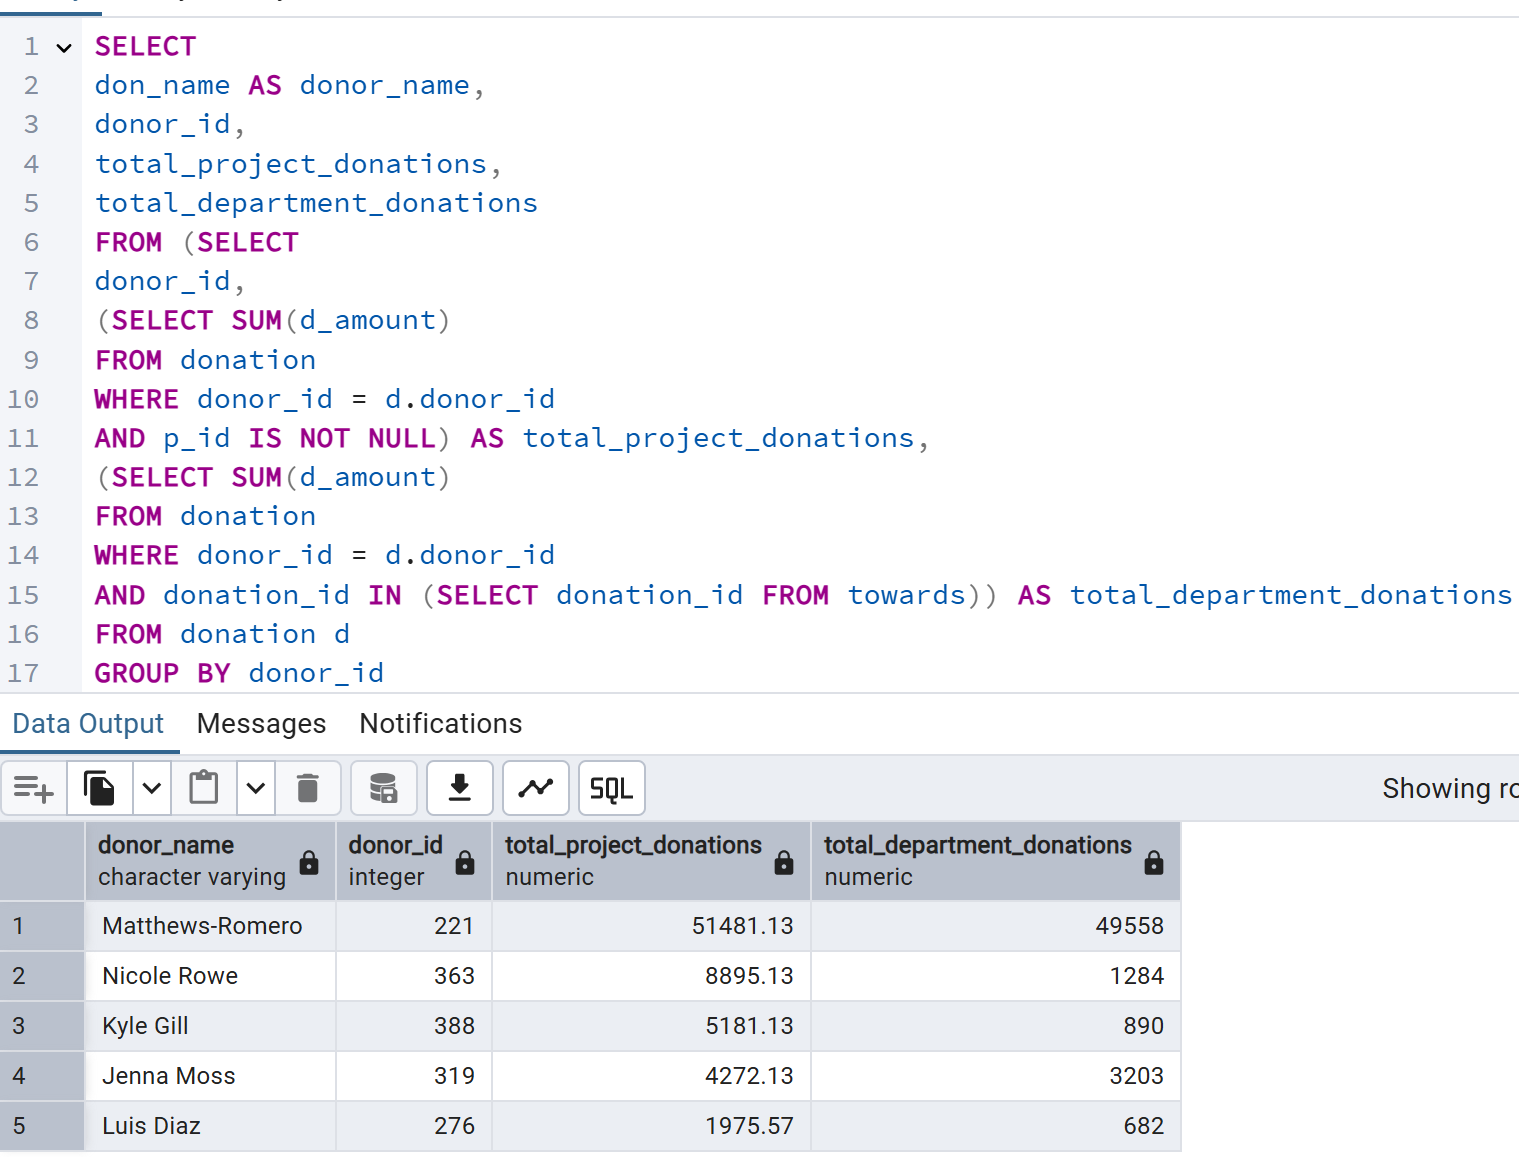 1 SELECT
2 don_name AS donor_name,
3 donor_id,
4 total_project_donations,
5 total_department_donations
6 FROM (SELECT
7 donor_id,
8 (SELECT SUM(d_amount)
9 FROM donation
10 WHERE donor_id = d.donor_id
11 AND p_id IS NOT NULL) AS total_project_donations,
12 (SELECT SUM(d_amount)
13 FROM donation
14 WHERE donor_id = d.donor_id
15 AND donation_id IN (SELECT donation_id FROM towards)) AS total_department_donations
16 FROM donation d
17 GROUP BY donor_id
Data Output Messages Notifications
SQL Showing ro
donor_name donor_id total_project_donations total_department_donations
character varying integer numeric numeric
1 Matthews-Romero 221 51481.13 49558
2 Nicole Rowe 363 8895.13 1284
3 Kyle Gill 388 5181.13 890
4 Jenna Moss 319 4272.13 3203
5 Luis Diaz 276 1975.57 682